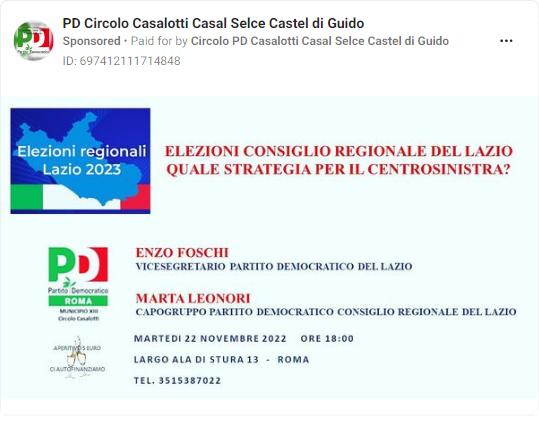 PD Circolo Casalotti Casal Selce Castel di Guido
Sponsored • Paid for by Circolo PD Casalotti Casal Selce Castel di Guido
ID: 697412111714848
PD
Partito Democratico
Elezioni regionali
Lazio 2023
ELEZIONI CONSIGLIO REGIONALE DEL LAZIO
QUALE STRATEGIA PER IL CENTROSINISTRA?
PD
Partito Democratico
ROMA
MUNICIPIO XIII
Circolo Casalotti
ENZO FOSCHI
VICESEGRETARIO PARTITO DEMOCRATICO DEL LAZIO
MARTA LEONORI
CAPOGRUPPO PARTITO DEMOCRATICO CONSIGLIO REGIONALE DEL LAZIO
APERITIVO 5 EURO
CI AUTOFINANZIAMO
MARTEDI 22 NOVEMBRE 2022 ORE 18:00
LARGO ALA DI STURA 13 - ROMA
TEL. 3515387022